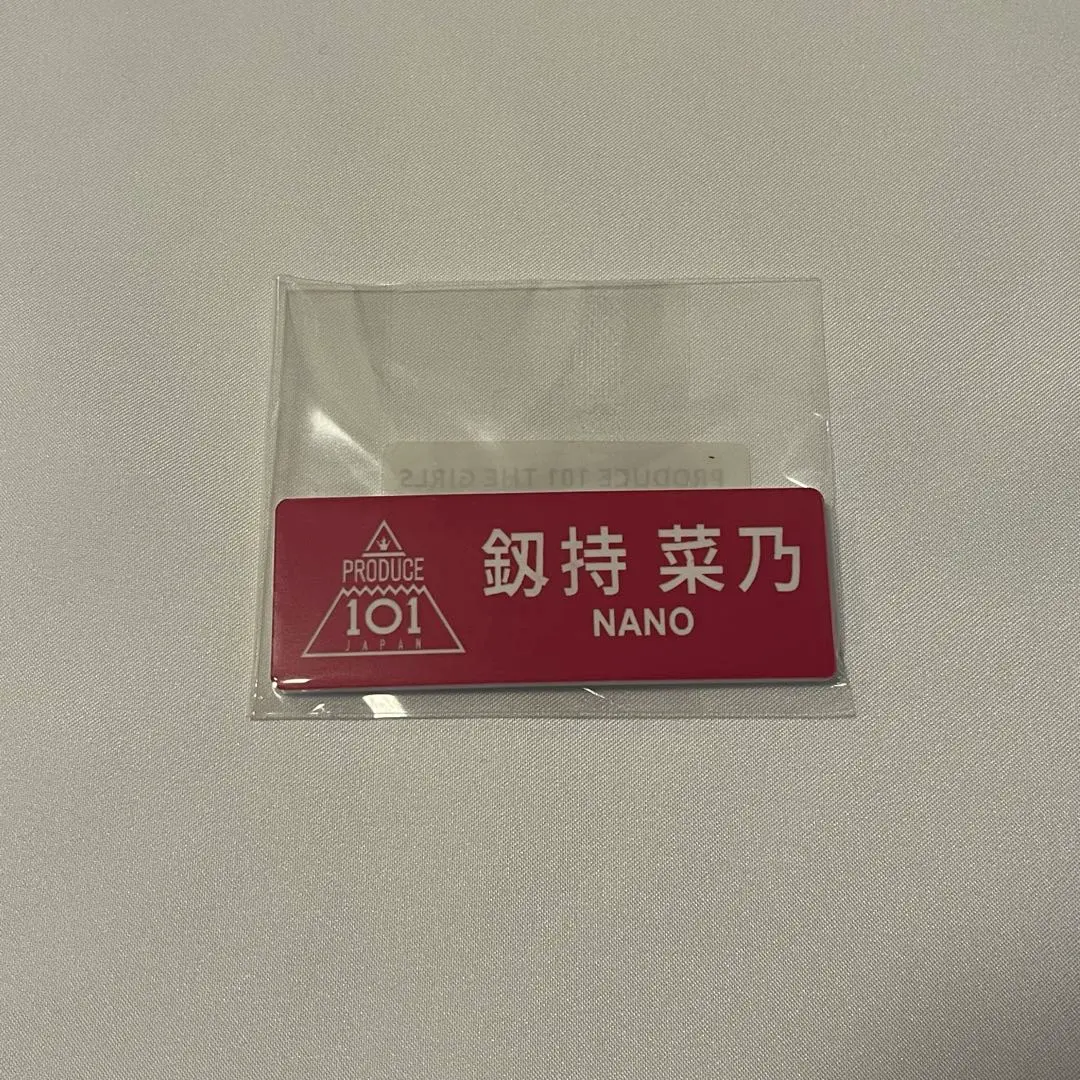 PRODUCE 101 THE GIRLS
PRODUCE
101
JAPAN
釼持 菜乃
NANO